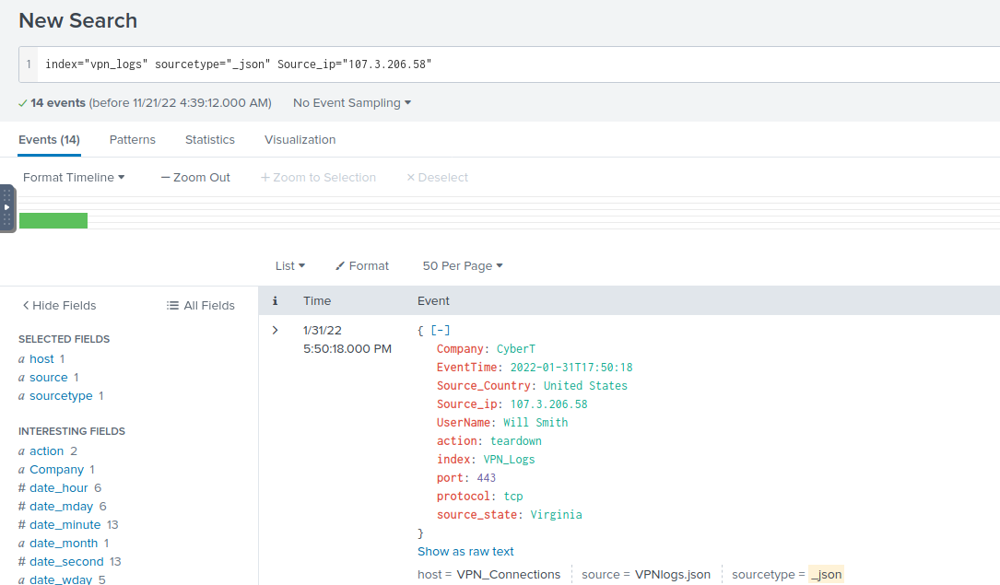 New Search
1 index="vpn_logs" sourcetype="_json" Source_ip="107.3.206.58"
✓ 14 events (before 11/21/22 4:39:12.000 AM) No Event Sampling
Events (14) Patterns Statistics Visualization
Format Timeline — Zoom Out + Zoom to Selection × Deselect
List Format 50 Per Page
< Hide Fields All Fields
i Time Event
SELECTED FIELDS
a host 1
a source 1
a sourcetype 1
INTERESTING FIELDS
a action 2
a Company 1
# date_hour 6
# date_mday 6
# date_minute 13
a date_month 1
# date_second 13
a date_wday 5
> 1/31/22
5:50:18.000 PM
{ [-]
Company: CyberT
EventTime: 2022-01-31T17:50:18
Source_Country: United States
Source_ip: 107.3.206.58
UserName: Will Smith
action: teardown
index: VPN_Logs
port: 443
protocol: tcp
source_state: Virginia
}
Show as raw text
host = VPN_Connections source = VPNlogs.json sourcetype = _json